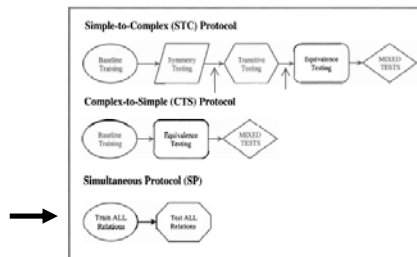 Simple-to-Complex (STC) Protocol
Baseline Training
Symmetry Testing
Transitive Testing
Equivalence Testing
MIXED TESTS
Complex-to-Simple (CTS) Protocol
Baseline Training
Equivalence Testing
MIXED TESTS
Simultaneous Protocol (SP)
Train ALL Relations
Test ALL Relations